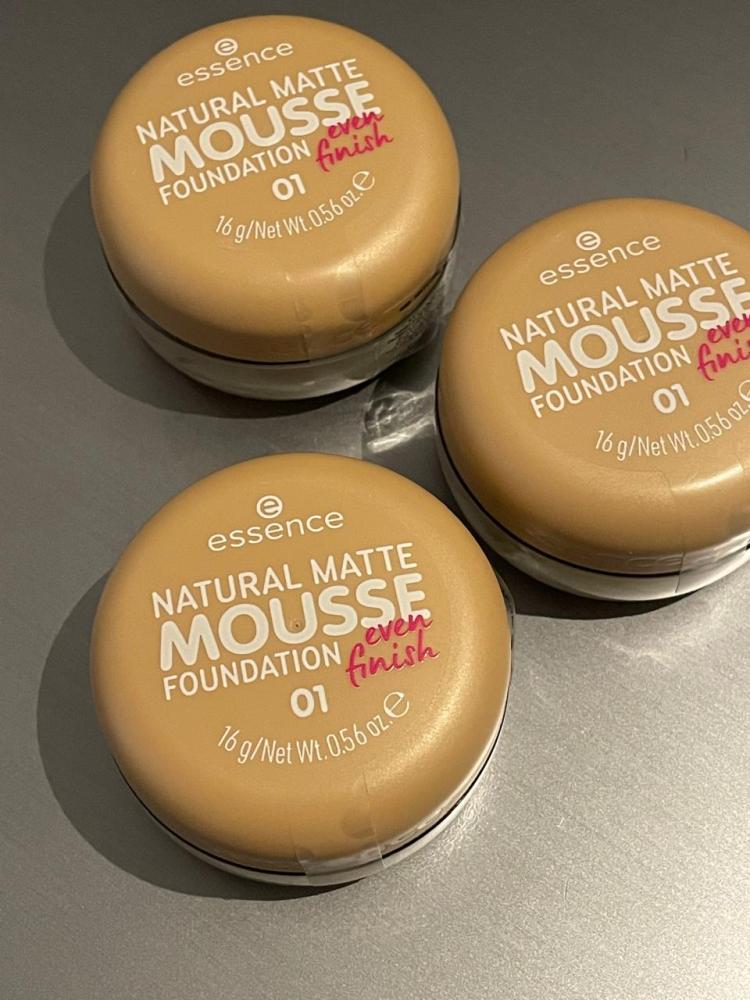 essence
NATURAL MATTE
MOUSSE
even
FOUNDATION finish
01
16 g/Net Wt. 0.56 oz. ℮
essence
NATURAL MATTE
MOUSSE
even
FOUNDATION finis
01
16 g/Net Wt. 0.56 oz. ℮
essence
NATURAL MATTE
MOUSSE
even
FOUNDATION finish
01
16 g/Net Wt. 0.56 oz. ℮